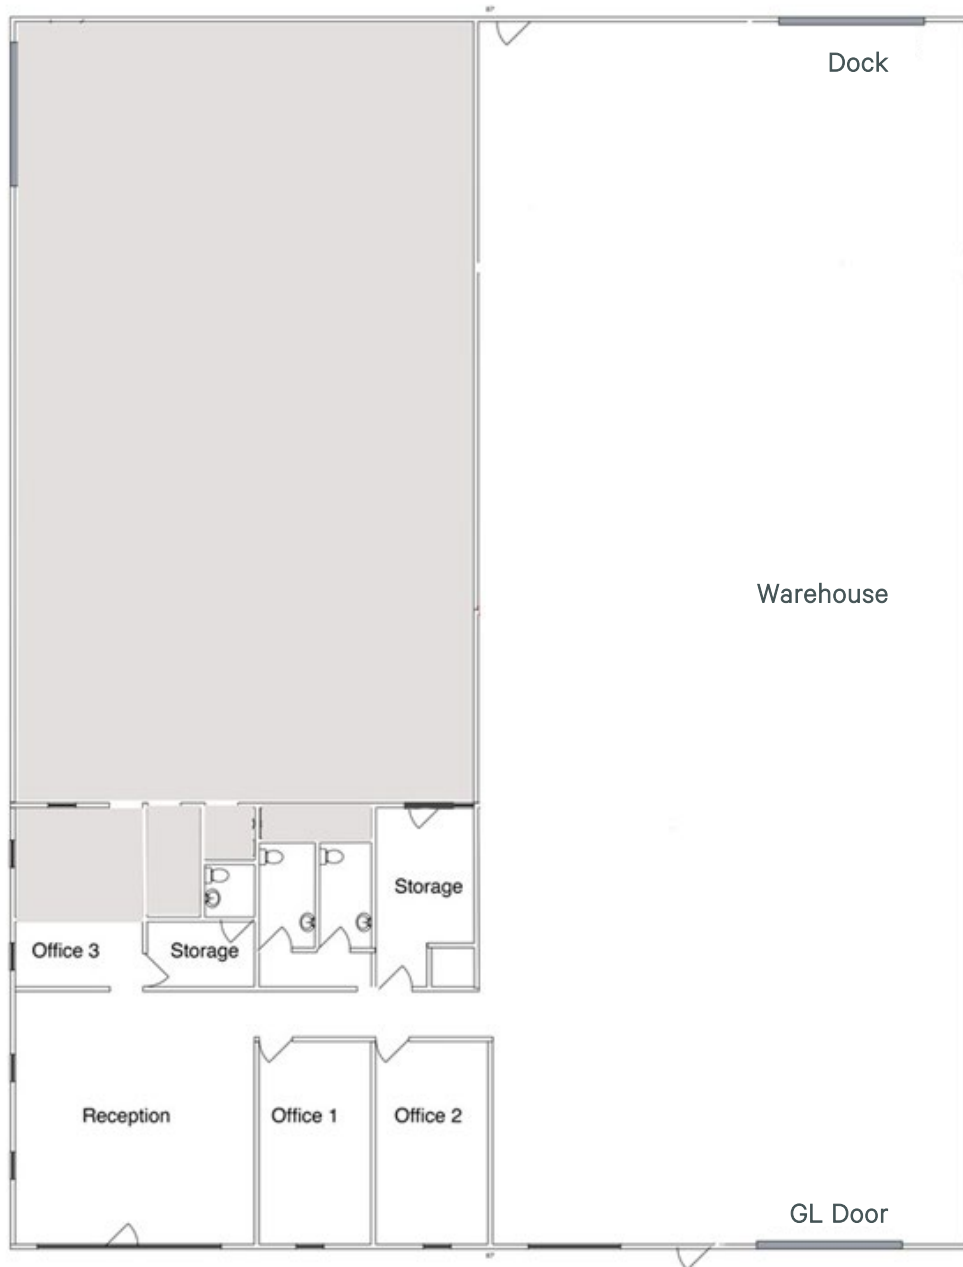 Dock
Warehouse
Storage
Office 3
Storage
Reception
Office 1
Office 2
GL Door